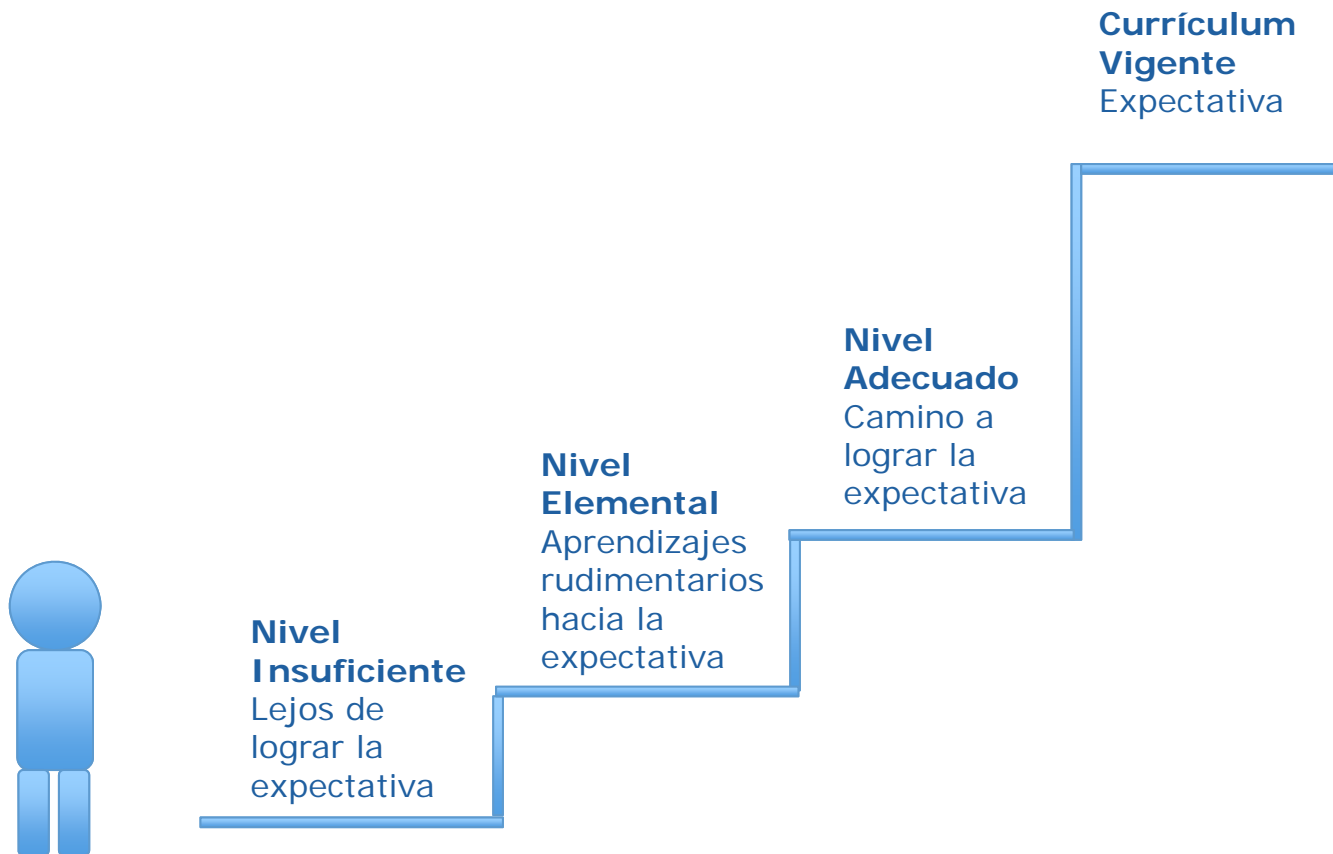 Currículum
Vigente
Expectativa
Nivel
Adecuado
Camino a
lograr la
expectativa
Nivel
Elemental
Aprendizajes
rudimentarios
hacia la
expectativa
Nivel
Insuficiente
Lejos de
lograr la
expectativa